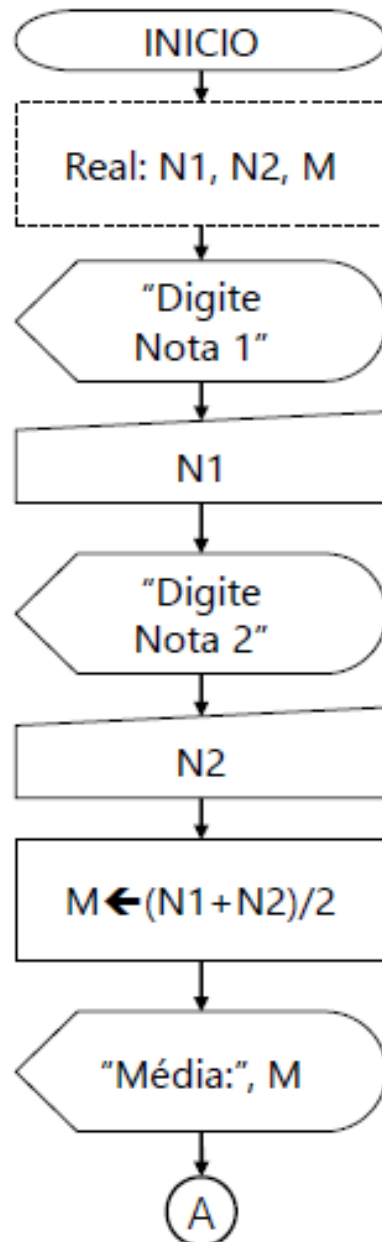 INICIO
Real: N1, N2, M
“Digite
Nota 1”
N1
“Digite
Nota 2”
N2
M🡸(N1+N2)/2
“Média:”, M
A